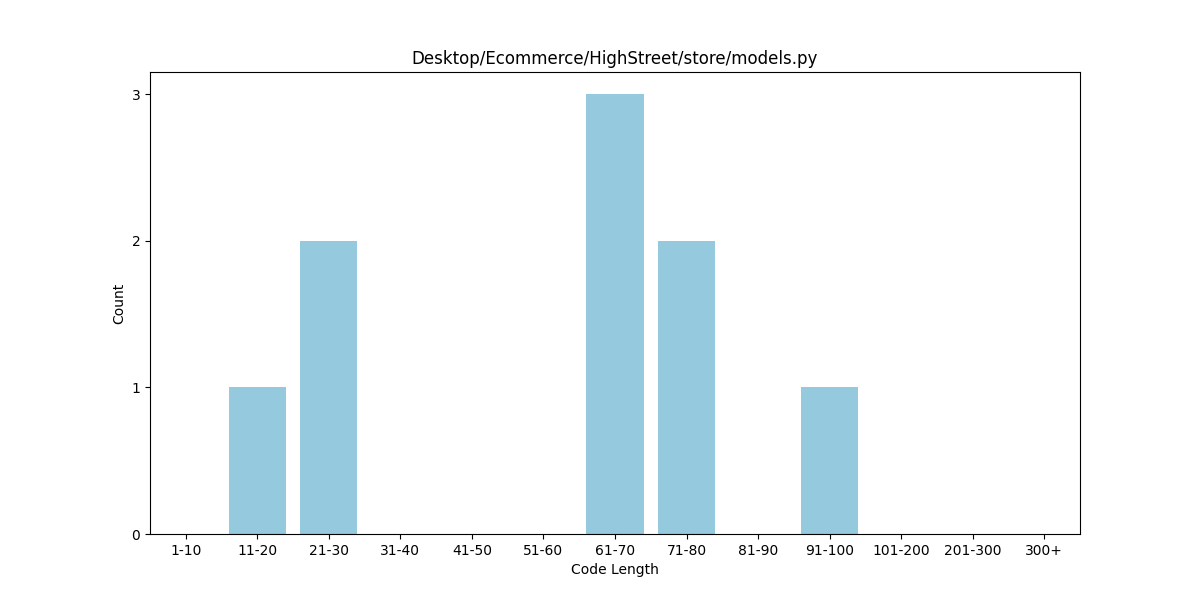 Desktop/Ecommerce/HighStreet/store/models.py
3
2
1
0
Count
1-10 11-20 21-30 31-40 41-50 51-60 61-70 71-80 81-90 91-100 101-200 201-300 300+
Code Length